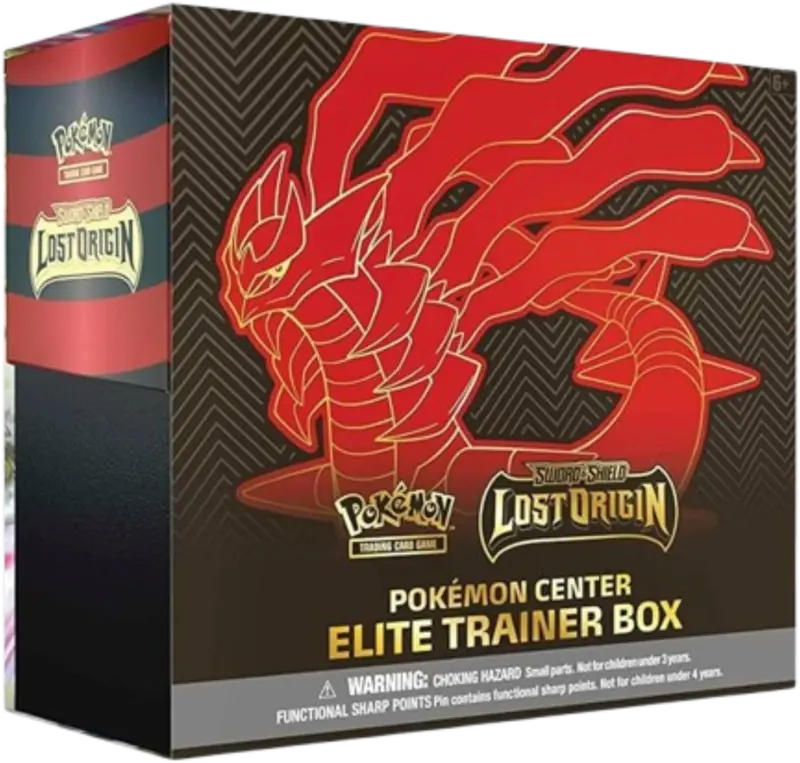 6+
POKÉMON
TRADING CARD GAME
SWORD & SHIELD
LOST ORIGIN
POKÉMON
TRADING CARD GAME
SWORD & SHIELD
LOST ORIGIN
POKÉMON CENTER
ELITE TRAINER BOX
WARNING: CHOKING HAZARD Small parts. Not for children under 3 years.
FUNCTIONAL SHARP POINTS Pin contains functional sharp points. Not for children under 4 years.